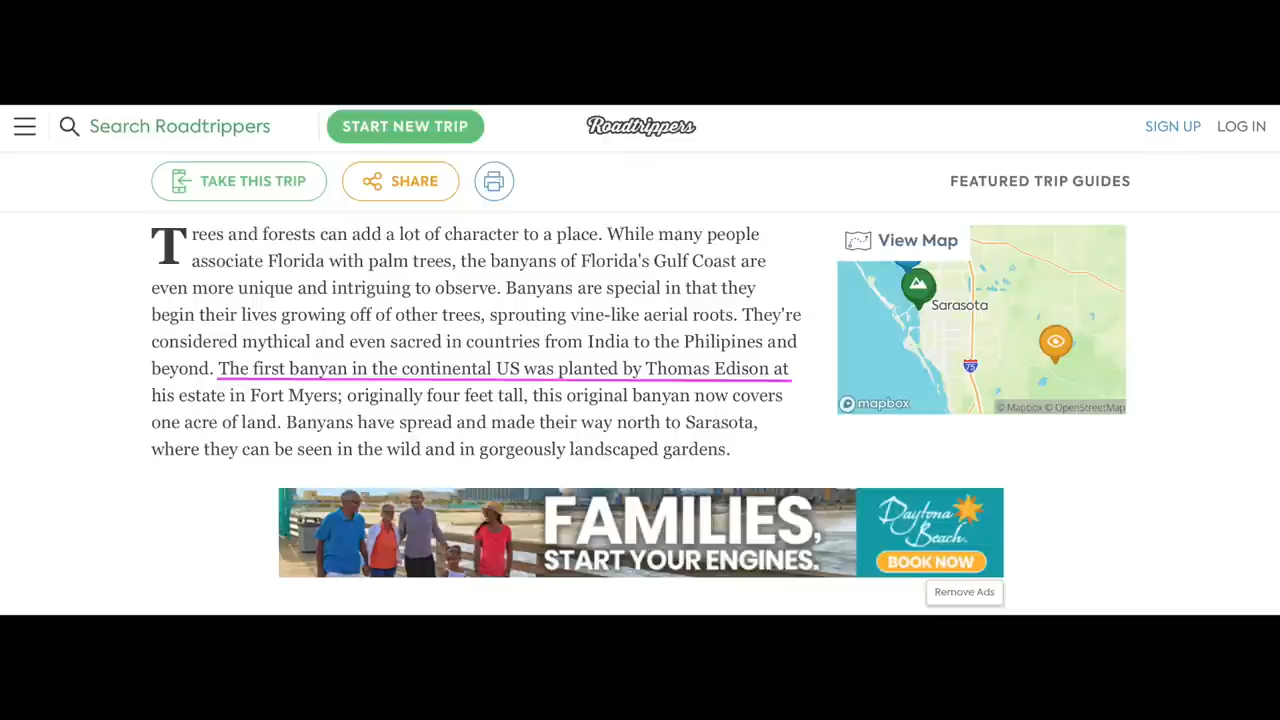 Search Roadtrippers
START NEW TRIP
Roadtrippers
SIGN UP
LOG IN
TAKE THIS TRIP
SHARE
FEATURED TRIP GUIDES
Trees and forests can add a lot of character to a place. While many people
associate Florida with palm trees, the banyans of Florida's Gulf Coast are
even more unique and intriguing to observe. Banyans are special in that they
begin their lives growing off of other trees, sprouting vine-like aerial roots. They're
considered mythical and even sacred in countries from India to the Philipines and
beyond. The first banyan in the continental US was planted by Thomas Edison at
his estate in Fort Myers; originally four feet tall, this original banyan now covers
one acre of land. Banyans have spread and made their way north to Sarasota,
where they can be seen in the wild and in gorgeously landscaped gardens.
View Map
Sarasota
75
mapbox
© Mapbox © OpenStreetMap
FAMILIES,
START YOUR ENGINES.
Daytona
Beach.
BOOK NOW
Remove Ads